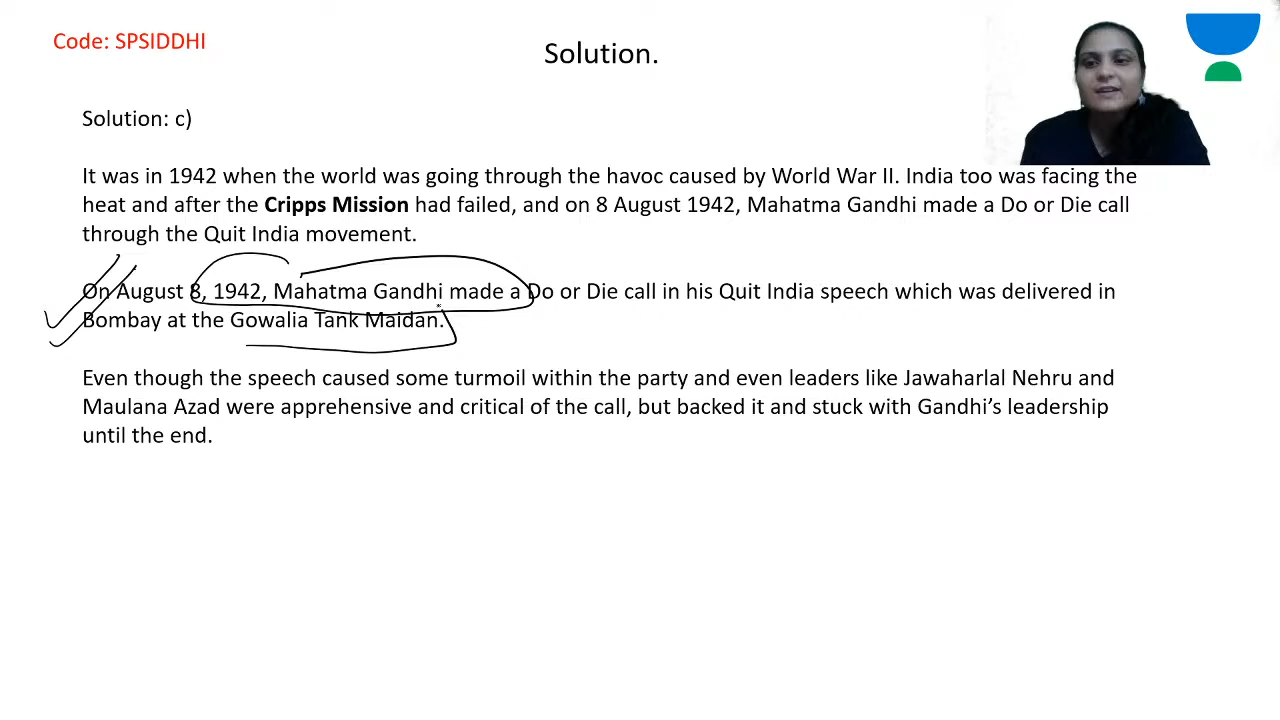 Code: SPSIDDHI
Solution.
Solution: c)
It was in 1942 when the world was going through the havoc caused by World War II. India too was facing the
heat and after the Cripps Mission had failed, and on 8 August 1942, Mahatma Gandhi made a Do or Die call
through the Quit India movement.
On August 8, 1942, Mahatma Gandhi made a Do or Die call in his Quit India speech which was delivered in
Bombay at the Gowalia Tank Maidan.
Even though the speech caused some turmoil within the party and even leaders like Jawaharlal Nehru and
Maulana Azad were apprehensive and critical of the call, but backed it and stuck with Gandhi’s leadership
until the end.